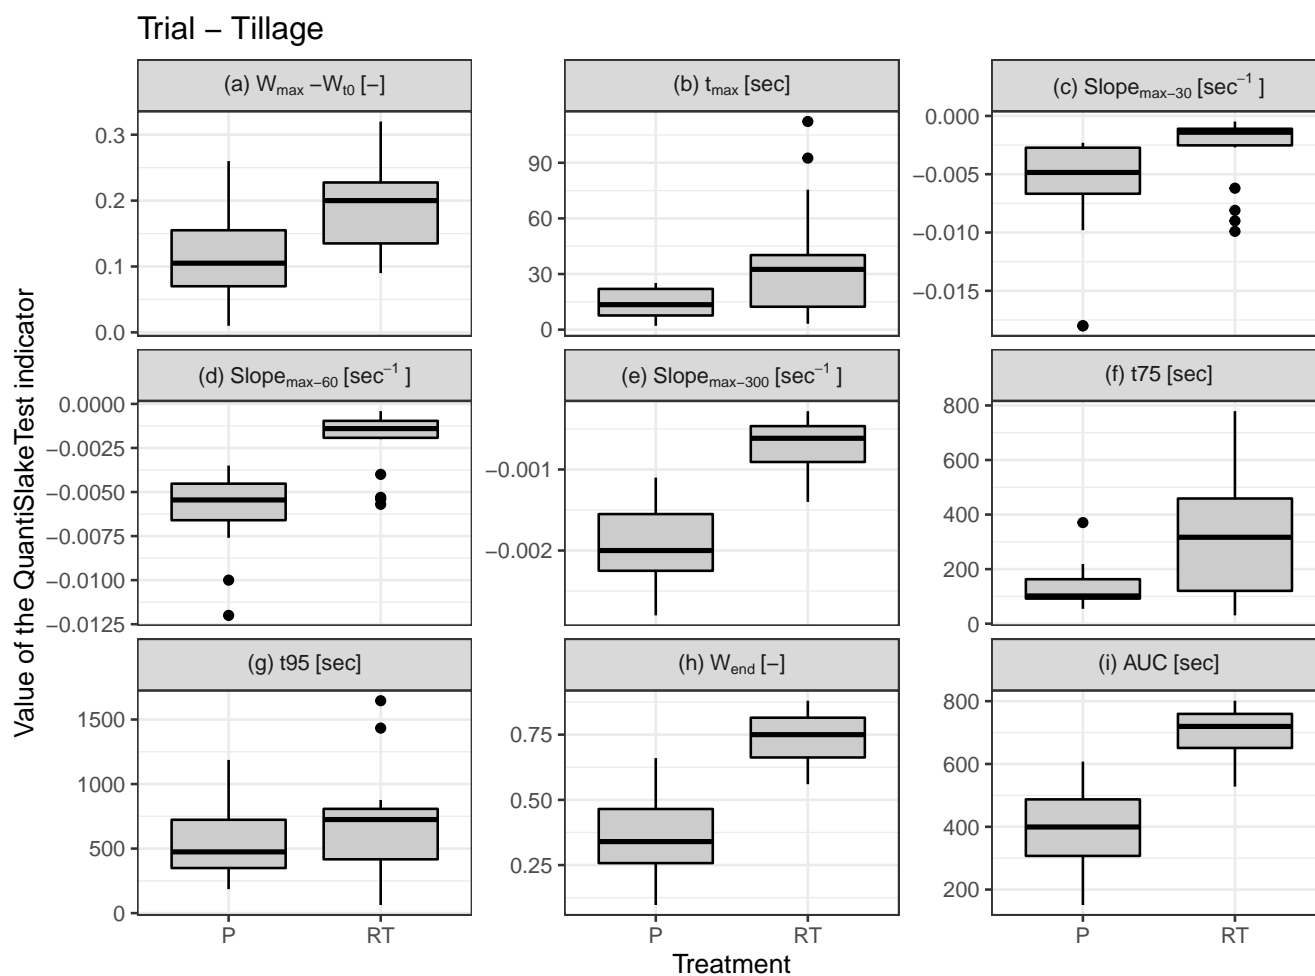 Trial − Tillage
(a) Wmax −Wt0 [−]
(b) tmax [sec]
(c) Slopemax−30 [sec−1 ]
0.3
0.2
0.1
0.0
90
60
30
0
0.000
−0.005
−0.010
−0.015
(d) Slopemax−60 [sec−1 ]
(e) Slopemax−300 [sec−1 ]
(f) t75 [sec]
0.0000
−0.0025
−0.0050
−0.0075
−0.0100
−0.0125
−0.001
−0.002
800
600
400
200
0
(g) t95 [sec]
(h) Wend [−]
(i) AUC [sec]
1500
1000
500
0
0.75
0.50
0.25
800
600
400
200
P
RT
P
RT
P
RT
Treatment
Value of the QuantiSlakeTest indicator